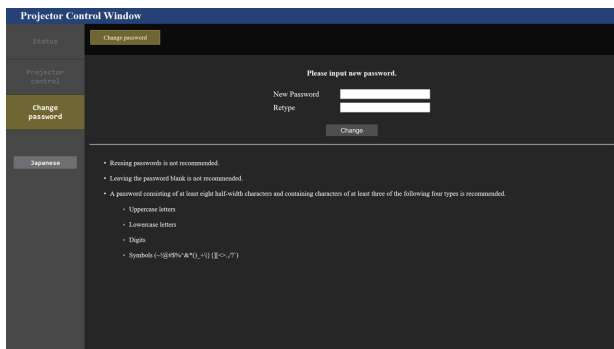 Projector Control Window
Status
Change password
Projector
control
Please input new password.
New Password
Retype
Change
password
Change
Japanese
• Reusing passwords is not recommended.
• Leaving the password blank is not recommended.
• A password consisting of at least eight half-width characters and containing characters of at least three of the following four types is recommended.
• Uppercase letters
• Lowercase letters
• Digits
• Symbols